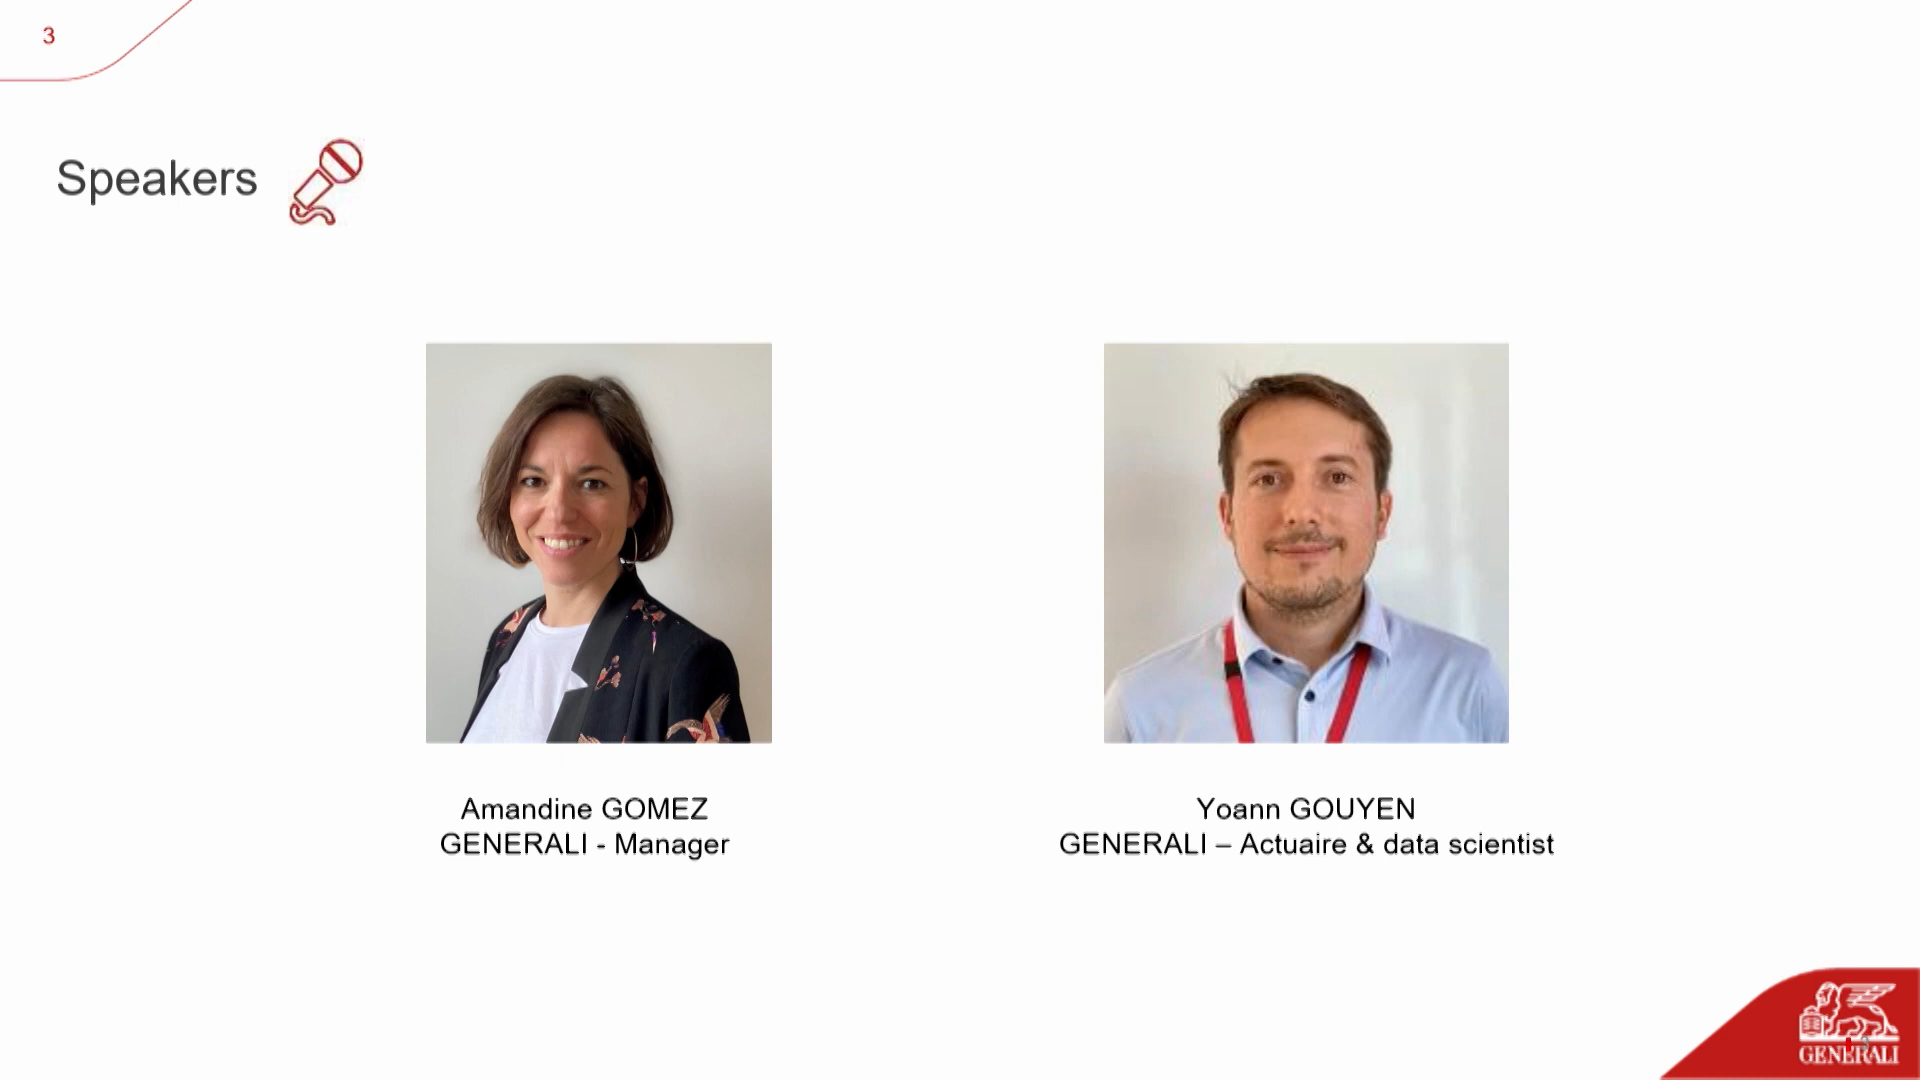 3
Speakers
Amandine GOMEZ
GENERALI - Manager
Yoann GOUYEN
GENERALI – Actuaire & data scientist
GENERALI